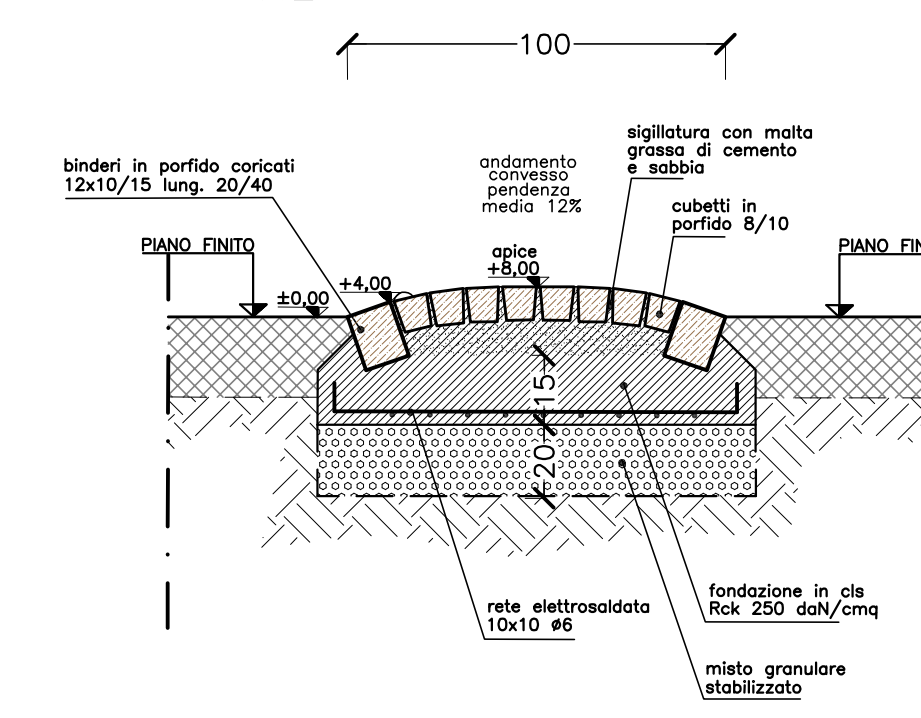 100
sigillatura con malta
grassa di cemento
e sabbia
binderi in porfido coricati
12x10/15 lung. 20/40
andamento
convesso
pendenza
media 12%
cubetti in
porfido 8/10
PIANO FINITO
apice
+8,00
PIANO FIN
+4,00
±0,00
15
20
fondazione in cls
Rck 250 daN/cmq
rete elettrosaldata
10x10 ø6
misto granulare
stabilizzato